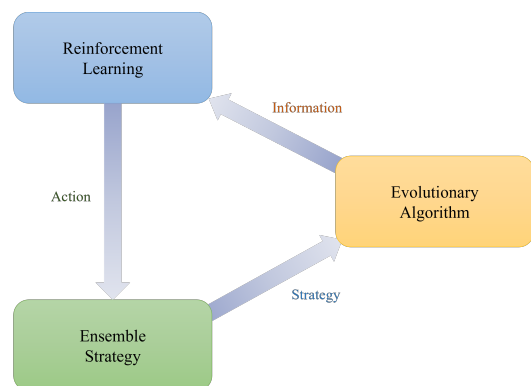 Reinforcement
Learning
Information
Action
Evolutionary
Algorithm
Strategy
Ensemble
Strategy